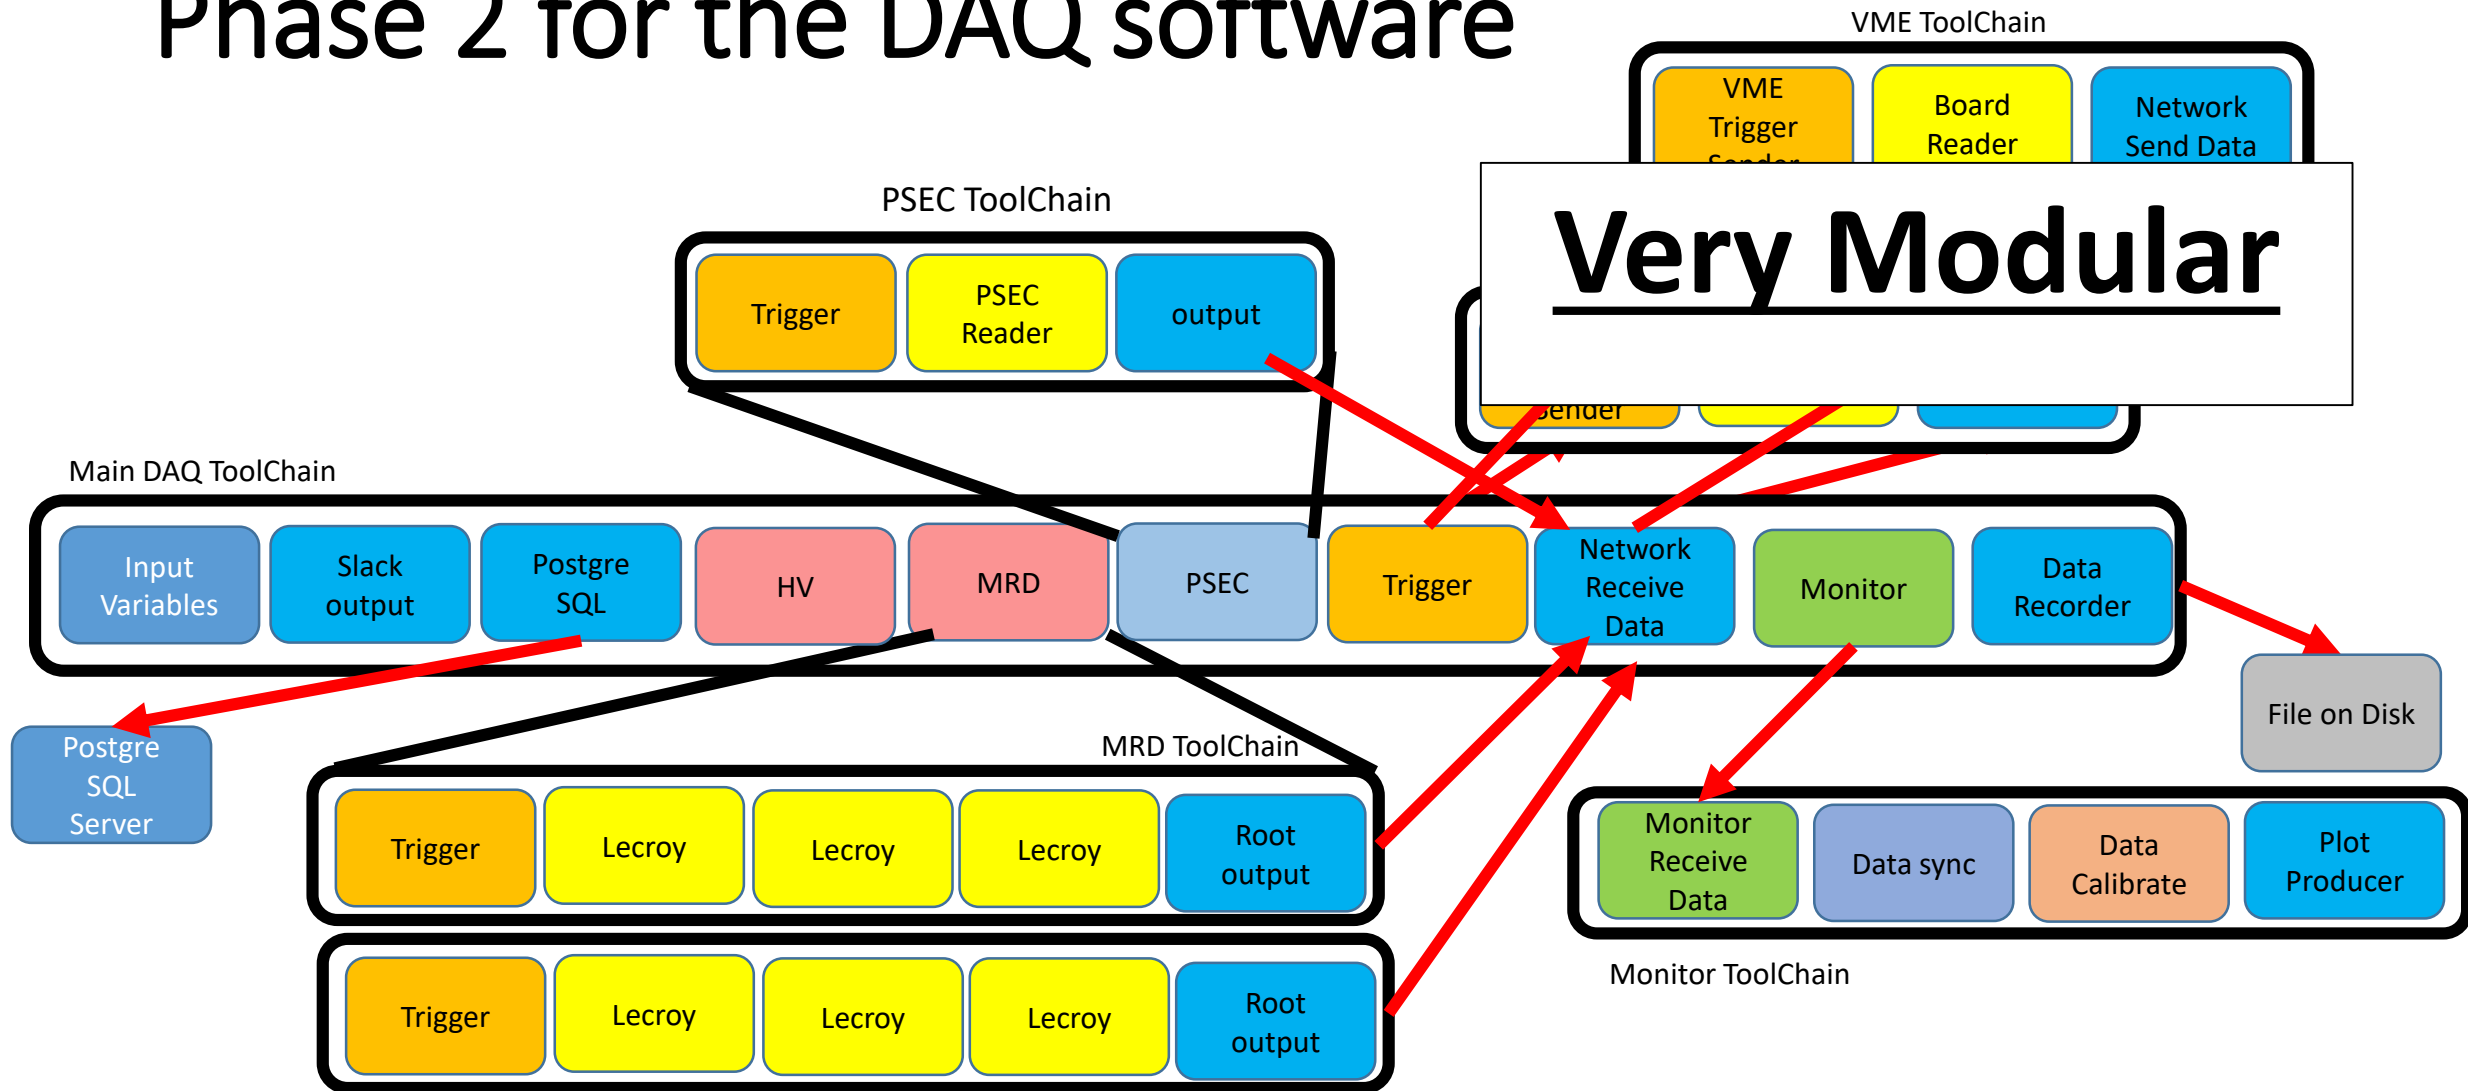 Phase 2 for the DAQ software
VME ToolChain
VME
Trigger
Sender
Board
Reader
Network
Send Data
Very Modular
Sender
PSEC ToolChain
Trigger
PSEC
Reader
output
Main DAQ ToolChain
Input
Variables
Slack
output
Postgre
SQL
HV
MRD
PSEC
Trigger
Network
Receive
Data
Monitor
Data
Recorder
File on Disk
Postgre
SQL
Server
MRD ToolChain
Trigger
Lecroy
Lecroy
Lecroy
Root
output
Trigger
Lecroy
Lecroy
Lecroy
Root
output
Monitor
Receive
Data
Data sync
Data
Calibrate
Plot
Producer
Monitor ToolChain